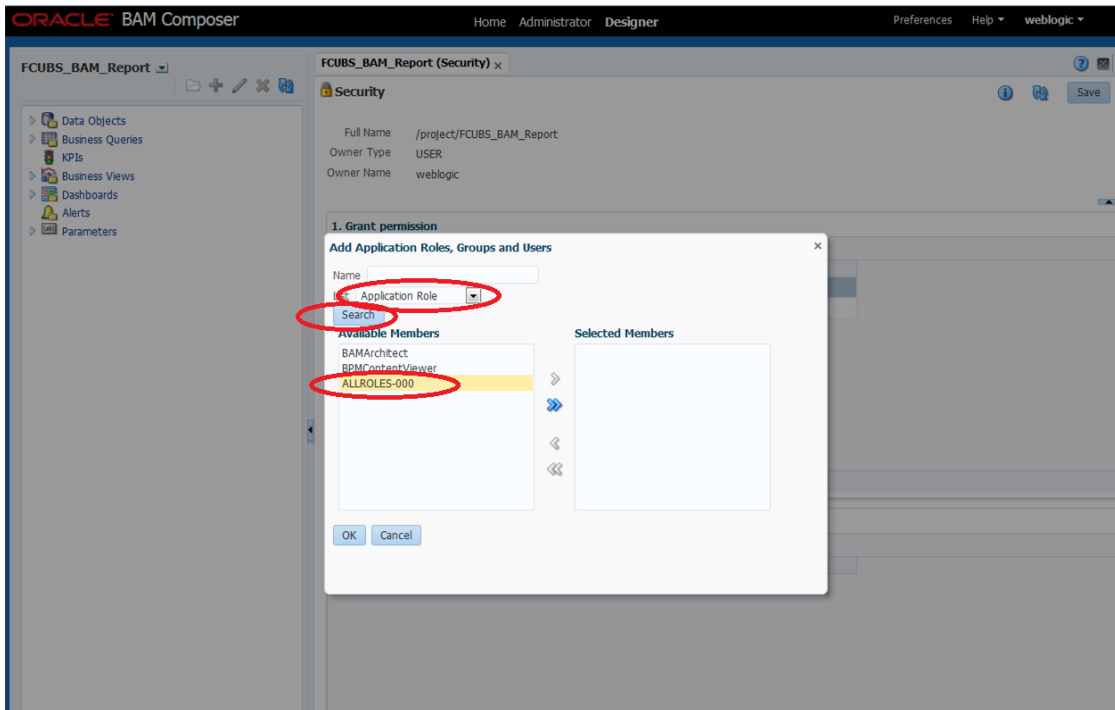 ORACLE® BAM Composer
Home Administrator Designer
Preferences Help weblogic
FCUBS_BAM_Report
Data Objects
Business Queries
KPIs
Business Views
Dashboards
Alerts
Parameters
FCUBS_BAM_Report (Security) x
Security
Save
Full Name /project/FCUBS_BAM_Report
Owner Type USER
Owner Name weblogic
1. Grant permission
Add Application Roles, Groups and Users
Name
List Application Role
Search
Available Members
Selected Members
BAMArchitect
BPMContentViewer
ALLROLES-000
OK Cancel